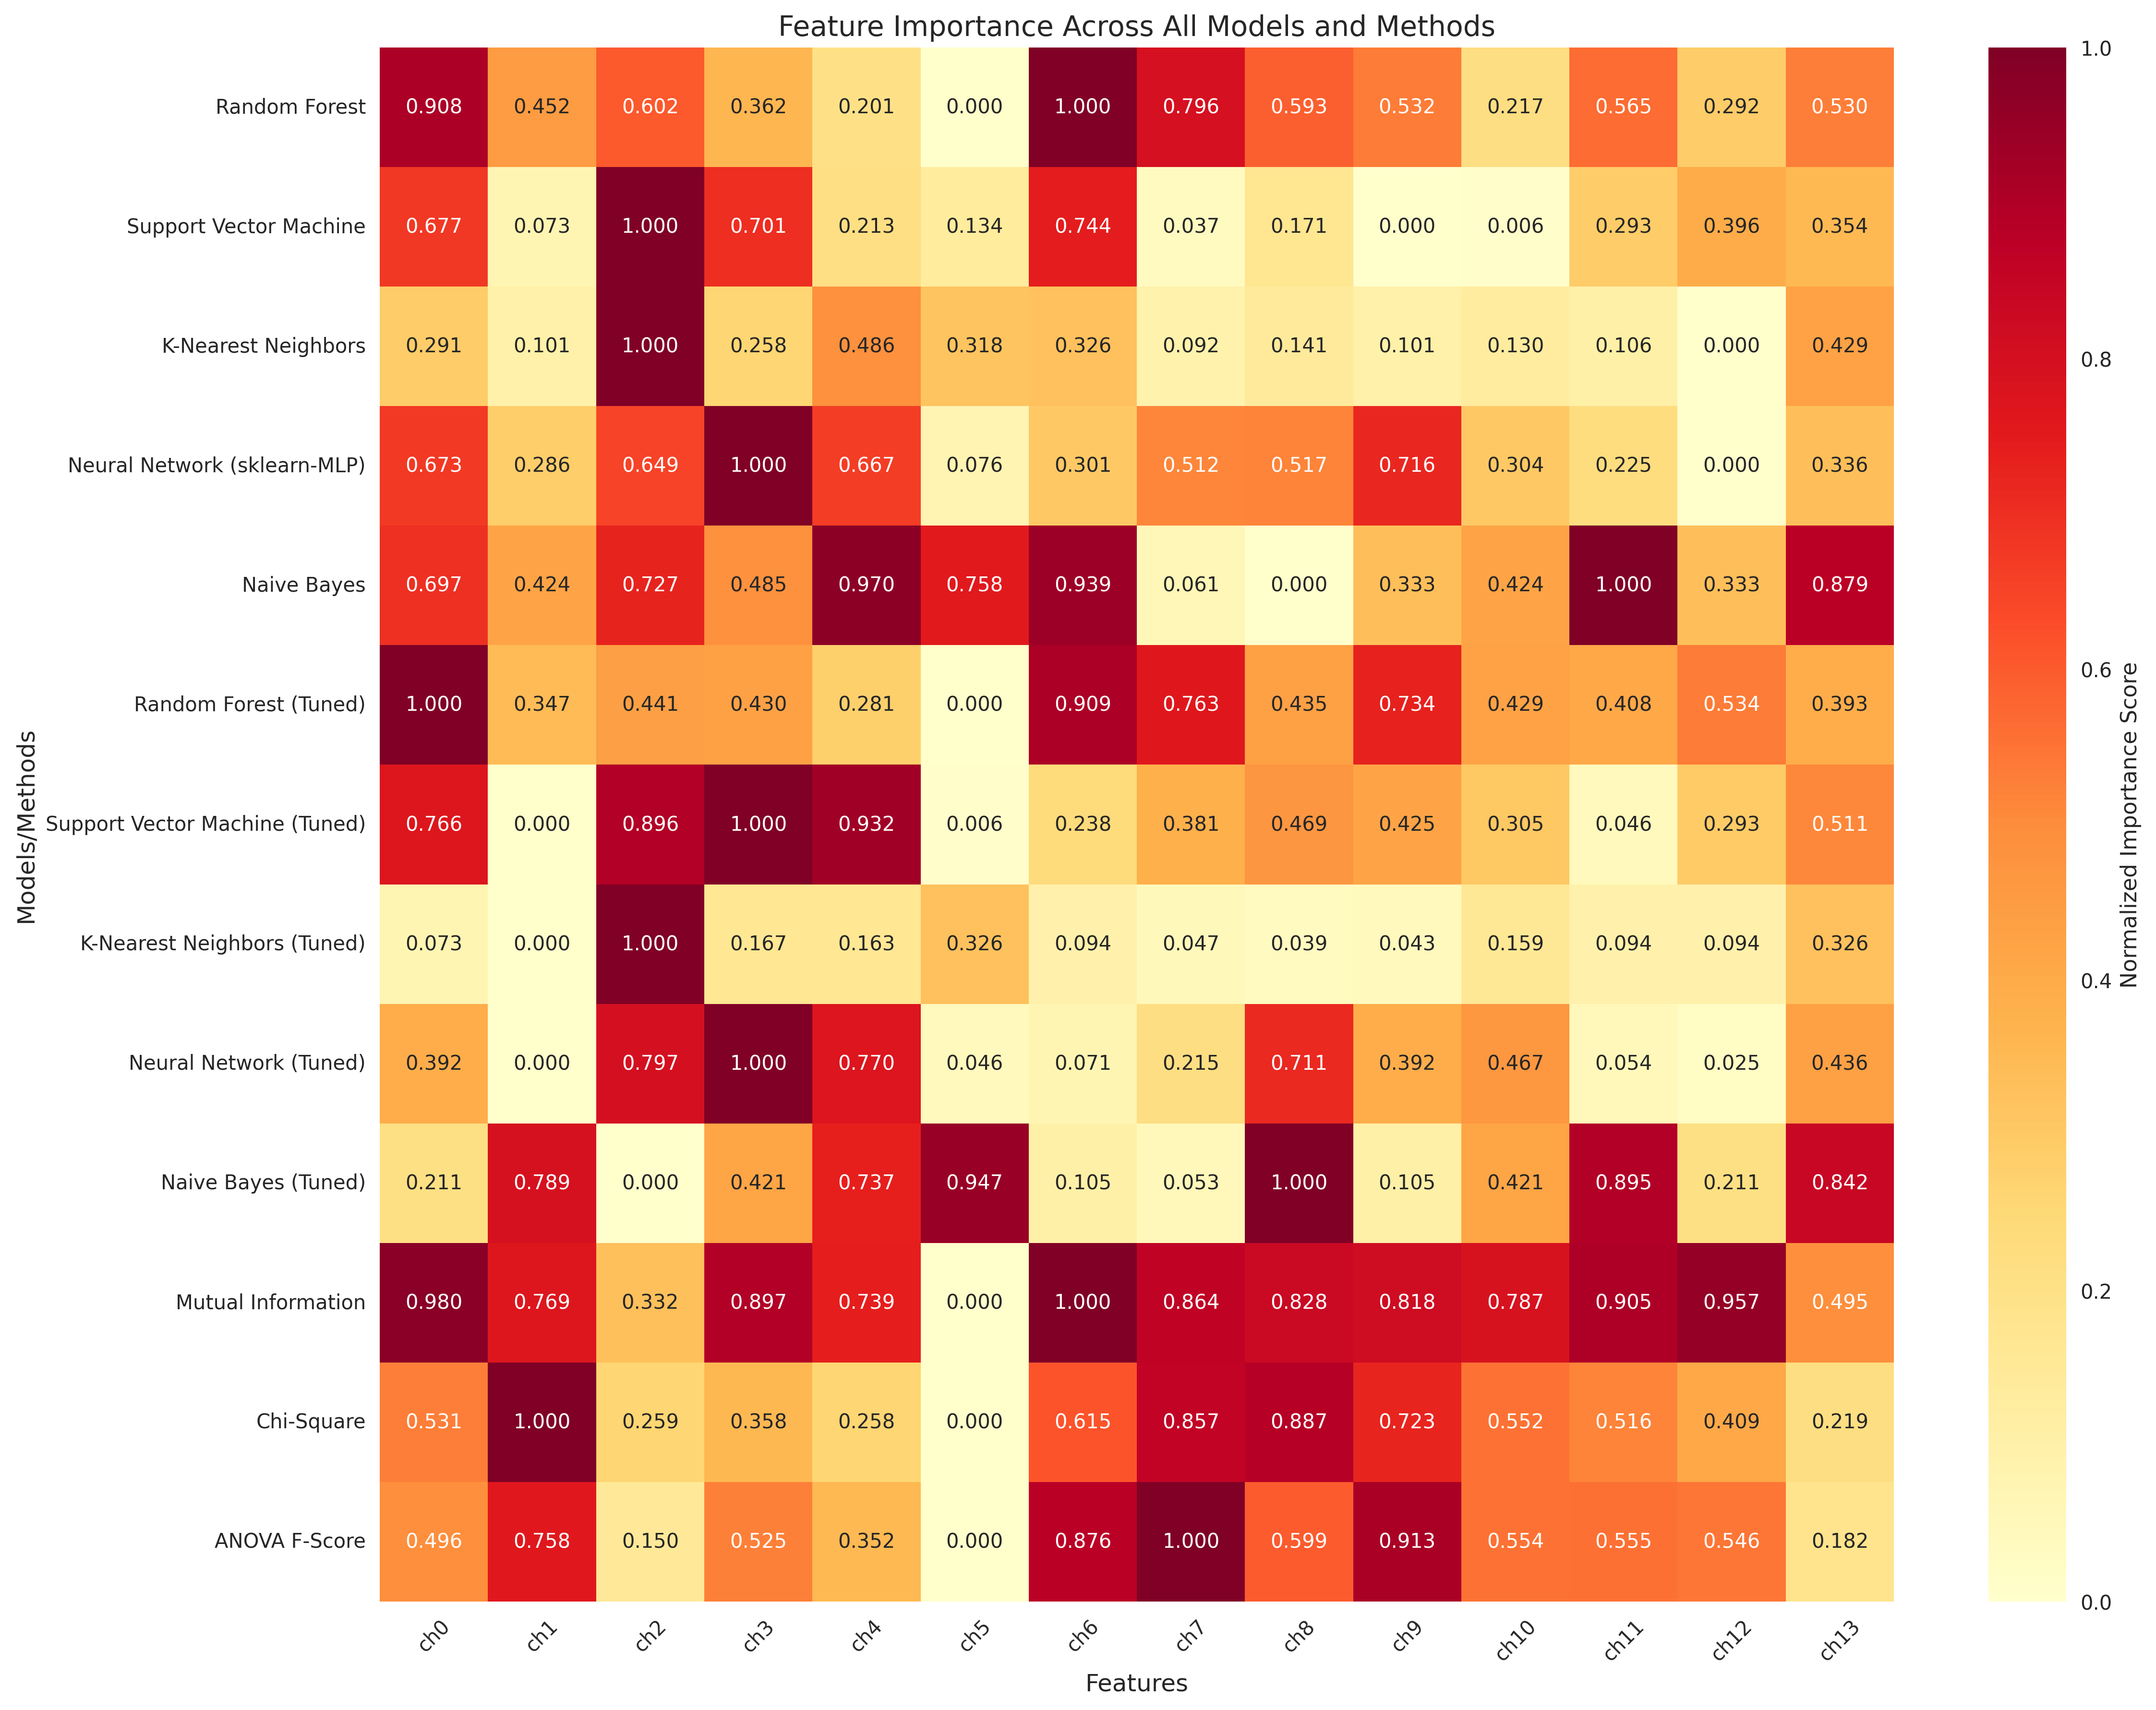 Feature Importance Across All Models and Methods
Random Forest 0.908 0.452 0.602 0.362 0.201 0.000 1.000 0.796 0.593 0.532 0.217 0.565 0.292 0.530
Support Vector Machine 0.677 0.073 1.000 0.701 0.213 0.134 0.744 0.037 0.171 0.000 0.006 0.293 0.396 0.354
K-Nearest Neighbors 0.291 0.101 1.000 0.258 0.486 0.318 0.326 0.092 0.141 0.101 0.130 0.106 0.000 0.429
Neural Network (sklearn-MLP) 0.673 0.286 0.649 1.000 0.667 0.076 0.301 0.512 0.517 0.716 0.304 0.225 0.000 0.336
Naive Bayes 0.697 0.424 0.727 0.485 0.970 0.758 0.939 0.061 0.000 0.333 0.424 1.000 0.333 0.879
Random Forest (Tuned) 1.000 0.347 0.441 0.430 0.281 0.000 0.909 0.763 0.435 0.734 0.429 0.408 0.534 0.393
Support Vector Machine (Tuned) 0.766 0.000 0.896 1.000 0.932 0.006 0.238 0.381 0.469 0.425 0.305 0.046 0.293 0.511
K-Nearest Neighbors (Tuned) 0.073 0.000 1.000 0.167 0.163 0.326 0.094 0.047 0.039 0.043 0.159 0.094 0.094 0.326
Neural Network (Tuned) 0.392 0.000 0.797 1.000 0.770 0.046 0.071 0.215 0.711 0.392 0.467 0.054 0.025 0.436
Naive Bayes (Tuned) 0.211 0.789 0.000 0.421 0.737 0.947 0.105 0.053 1.000 0.105 0.421 0.895 0.211 0.842
Mutual Information 0.980 0.769 0.332 0.897 0.739 0.000 1.000 0.864 0.828 0.818 0.787 0.905 0.957 0.495
Chi-Square 0.531 1.000 0.259 0.358 0.258 0.000 0.615 0.857 0.887 0.723 0.552 0.516 0.409 0.219
ANOVA F-Score 0.496 0.758 0.150 0.525 0.352 0.000 0.876 1.000 0.599 0.913 0.554 0.555 0.546 0.182
ch0 ch1 ch2 ch3 ch4 ch5 ch6 ch7 ch8 ch9 ch10 ch11 ch12 ch13
Features
Models/Methods
1.0
0.8
0.6
0.4
0.2
0.0
Normalized Importance Score